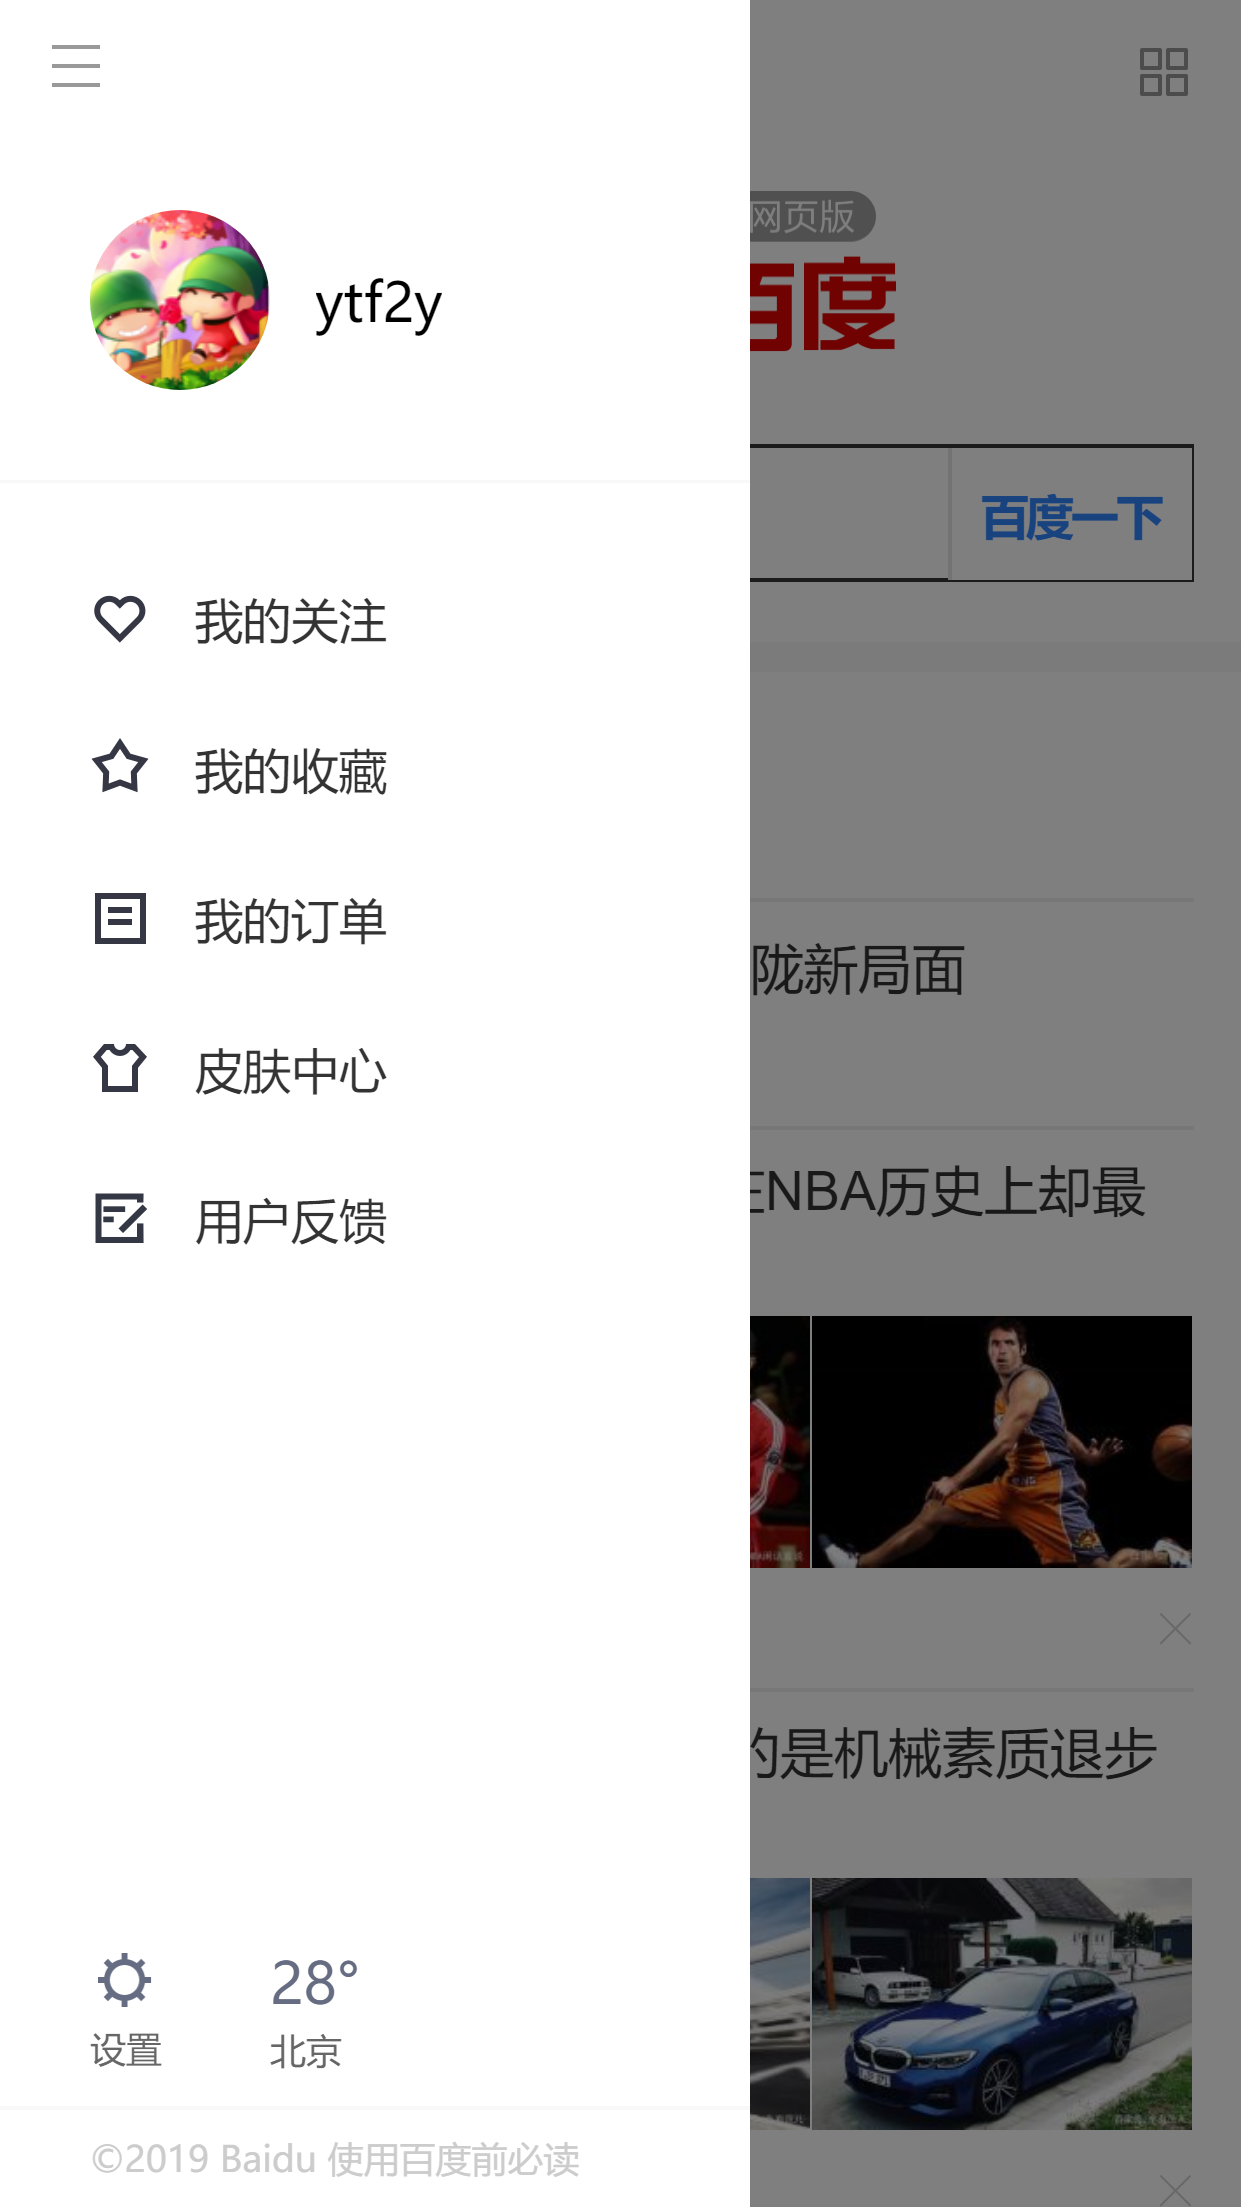 网页版
百度
ytf2y
百度一下
我的关注
我的收藏
我的订单
陇新局面
皮肤中心
NBA历史上却最
用户反馈
的是机械素质退步
28°
设置
北京
©2019 Baidu 使用百度前必读